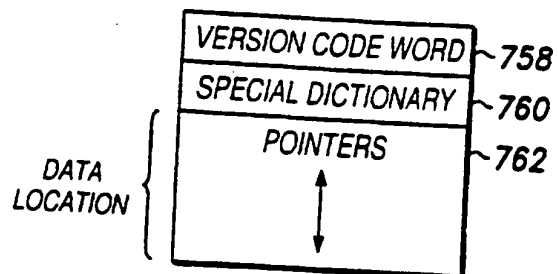 VERSION CODE WORD ~758
SPECIAL DICTIONARY ~760
POINTERS ~762
DATA
LOCATION